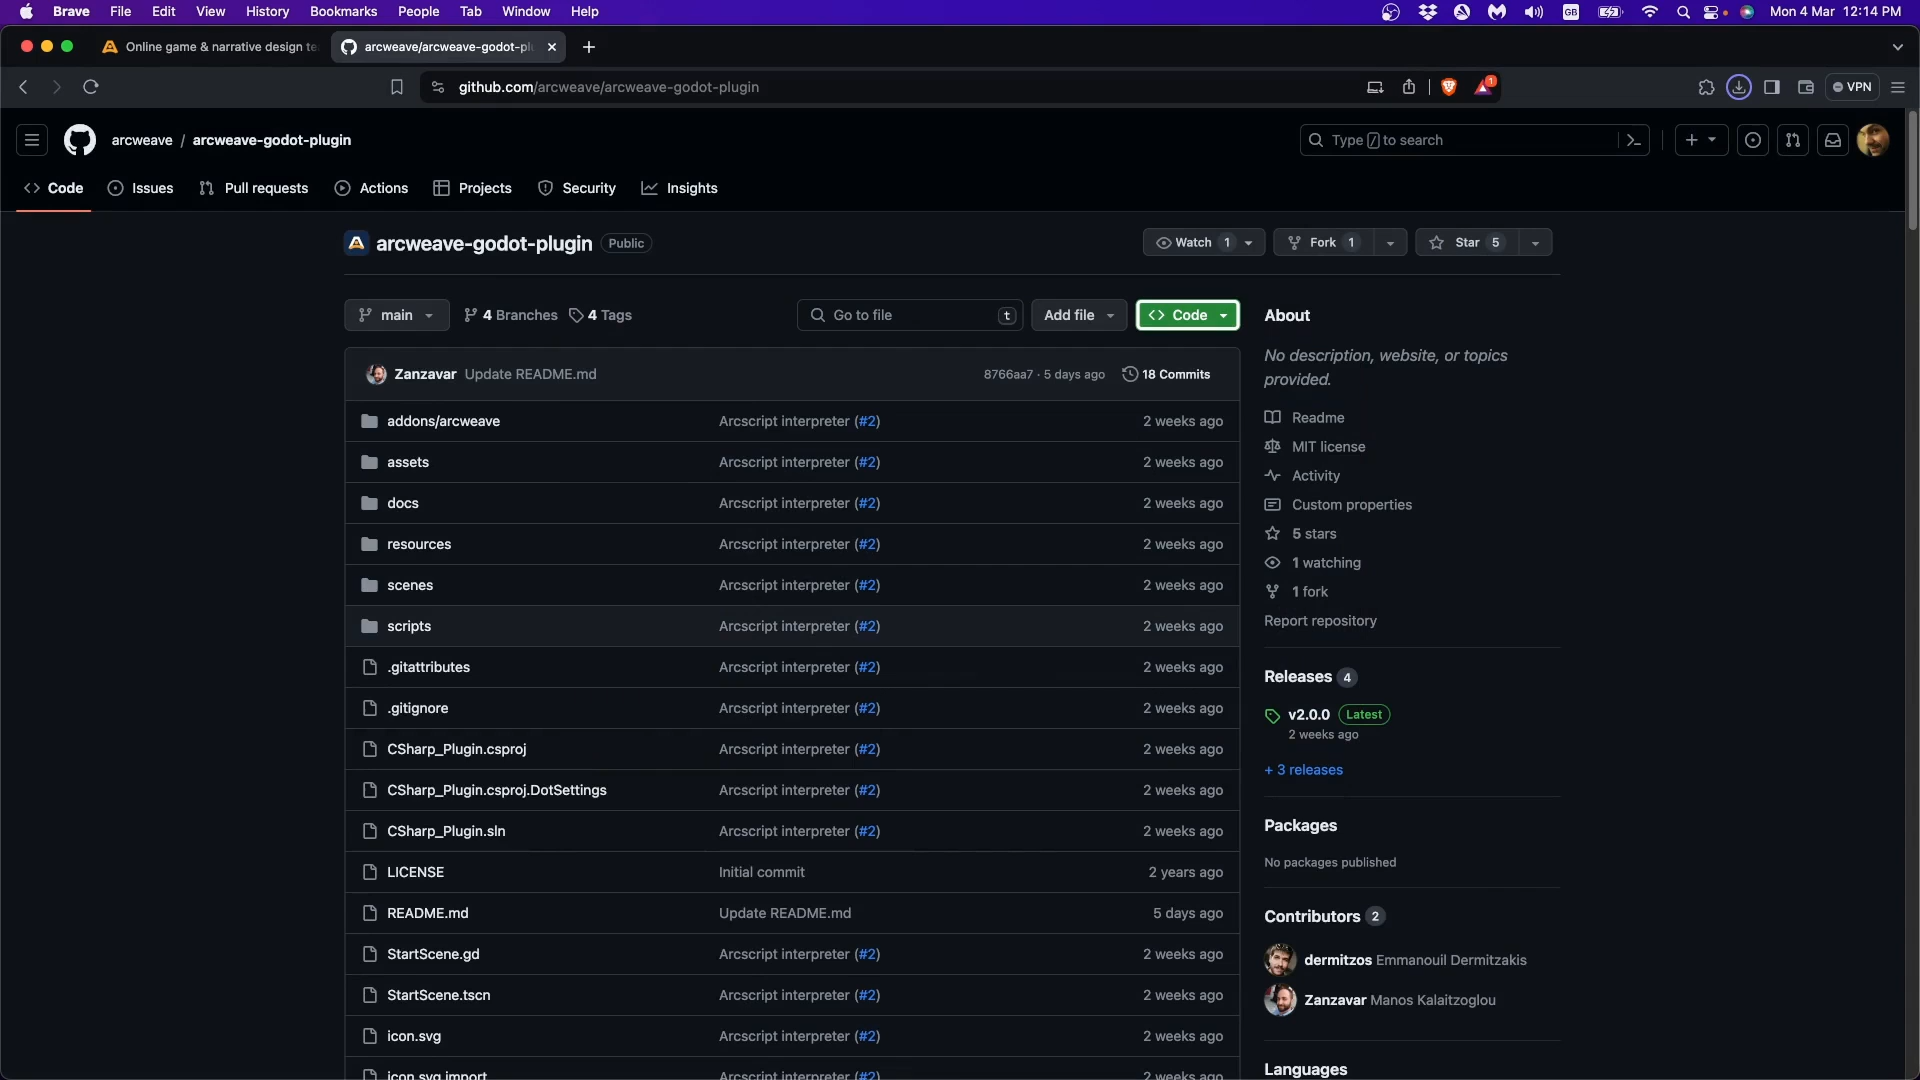 Brave File Edit View History Bookmarks People Tab Window Help GB Mon 4 Mar 12:14 PM
Online game & narrative design te arcweave/arcweave-godot-pl
github.com/arcweave/arcweave-godot-plugin 1 VPN
arcweave / arcweave-godot-plugin Type / to search
Code Issues Pull requests Actions Projects Security Insights
arcweave-godot-plugin Public Watch 1 Fork 1 Star 5
main 4 Branches 4 Tags Go to file t Add file Code
Zanzavar Update README.md 8766aa7 · 5 days ago 18 Commits
addons/arcweave Arcscript interpreter (#2) 2 weeks ago
assets Arcscript interpreter (#2) 2 weeks ago
docs Arcscript interpreter (#2) 2 weeks ago
resources Arcscript interpreter (#2) 2 weeks ago
scenes Arcscript interpreter (#2) 2 weeks ago
scripts Arcscript interpreter (#2) 2 weeks ago
.gitattributes Arcscript interpreter (#2) 2 weeks ago
.gitignore Arcscript interpreter (#2) 2 weeks ago
CSharp_Plugin.csproj Arcscript interpreter (#2) 2 weeks ago
CSharp_Plugin.csproj.DotSettings Arcscript interpreter (#2) 2 weeks ago
CSharp_Plugin.sln Arcscript interpreter (#2) 2 weeks ago
LICENSE Initial commit 2 years ago
README.md Update README.md 5 days ago
StartScene.gd Arcscript interpreter (#2) 2 weeks ago
StartScene.tscn Arcscript interpreter (#2) 2 weeks ago
icon.svg Arcscript interpreter (#2) 2 weeks ago
icon.svg.import Arcscript interpreter (#2) 2 weeks ago
About
No description, website, or topics
provided.
Readme
MIT license
Activity
Custom properties
5 stars
1 watching
1 fork
Report repository
Releases 4
v2.0.0 Latest
2 weeks ago
+ 3 releases
Packages
No packages published
Contributors 2
dermitzos Emmanouil Dermitzakis
Zanzavar Manos Kalaitzoglou
Languages